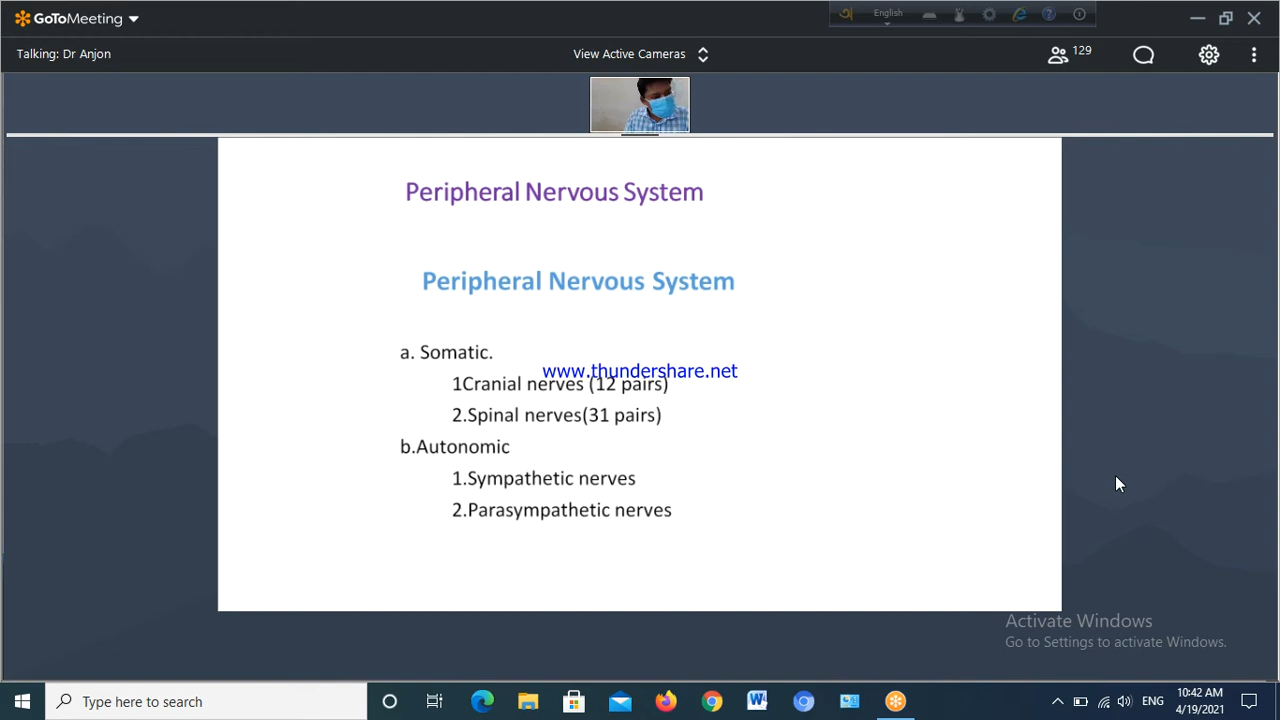 GoToMeeting
English
Talking: Dr Anjon
View Active Cameras
129
Peripheral Nervous System
Peripheral Nervous System
a. Somatic.
www.thundershare.net
1Cranial nerves (12 pairs)
2.Spinal nerves(31 pairs)
b.Autonomic
1.Sympathetic nerves
2.Parasympathetic nerves
Activate Windows
Go to Settings to activate Windows.
Type here to search
ENG
10:42 AM
4/19/2021